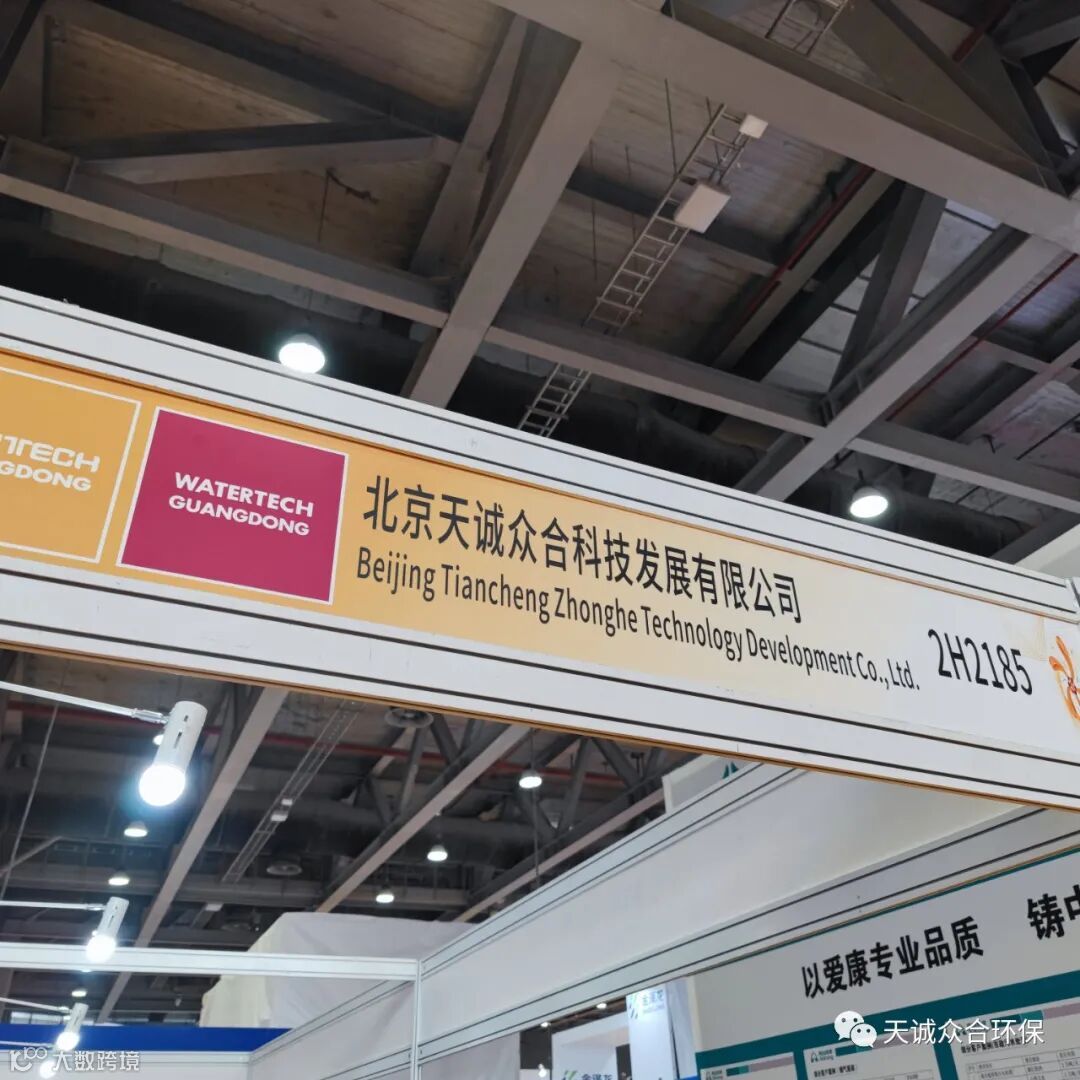 TECH
GDONG
WATERTECH
GUANGDONG
北京天诚众合科技发展有限公司
Beijing Tiancheng Zhonghe Technology Development Co., Ltd.
2H2185
以爱康专业品质 铸中
天诚众合环保
大数跨境